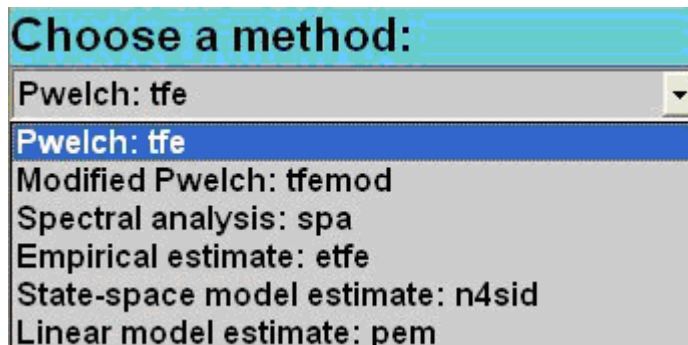 Choose a method:
Pwelch: tfe
Pwelch: tfe
Modified Pwelch: tfemod
Spectral analysis: spa
Empirical estimate: etfe
State-space model estimate: n4sid
Linear model estimate: pem